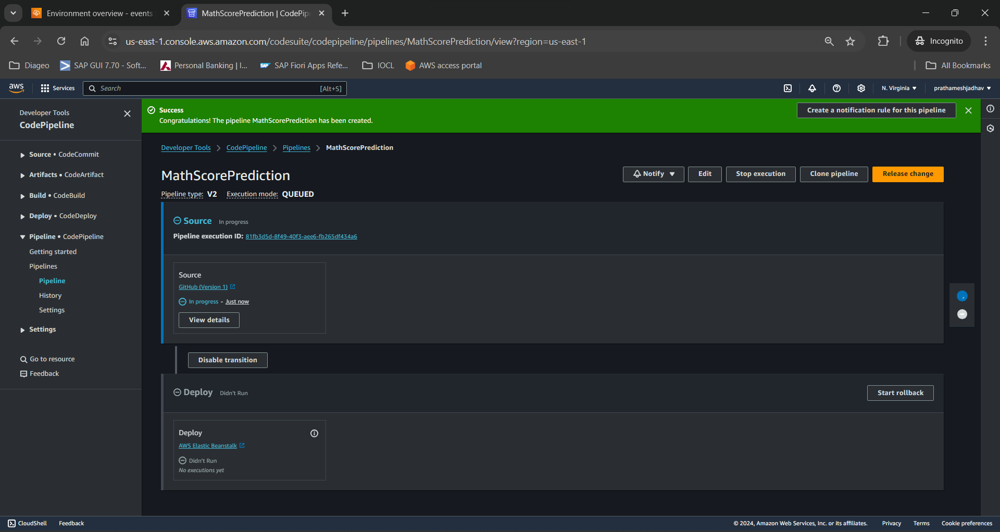 Environment overview - events
MathScorePrediction | CodePip
us-east-1.console.aws.amazon.com/codesuite/codepipeline/pipelines/MathScorePrediction/view?region=us-east-1
Incognito
Diageo
SAP GUI 7.70 - Soft...
Personal Banking | I...
SAP
SAP Fiori Apps Refe...
IOCL
AWS access portal
All Bookmarks
aws
Services
Search
[Alt+S]
N. Virginia
prathameshjadhav
Developer Tools
CodePipeline
Source • CodeCommit
Artifacts • CodeArtifact
Build • CodeBuild
Deploy • CodeDeploy
Pipeline • CodePipeline
Getting started
Pipelines
Pipeline
History
Settings
Settings
Go to resource
Feedback
Success
Congratulations! The pipeline MathScorePrediction has been created.
Create a notification rule for this pipeline
Developer Tools
CodePipeline
Pipelines
MathScorePrediction
MathScorePrediction
Notify
Edit
Stop execution
Clone pipeline
Release change
Pipeline type: V2
Execution mode: QUEUED
Source In progress
Pipeline execution ID: 81fb3d5d-8f49-40f3-aee6-fb265df434a6
Source
GitHub (Version 1)
In progress - Just now
View details
Disable transition
Deploy Didn't Run
Start rollback
Deploy
AWS Elastic Beanstalk
Didn't Run
No executions yet
CloudShell
Feedback
© 2024, Amazon Web Services, Inc. or its affiliates.
Privacy
Terms
Cookie preferences